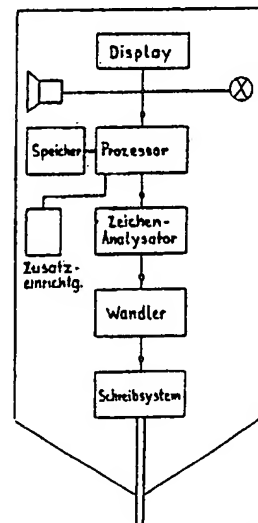 Display
Speicher
Prozessor
Zeichen-
Analysator
Zusatz-
einrichtg.
Wandler
Schreibsystem